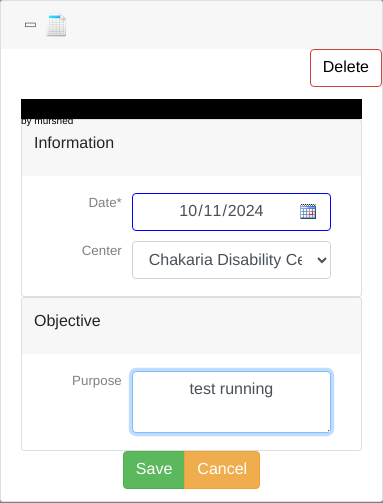 Delete
by murshed
Information
Date* 10/11/2024
Center Chakaria Disability Ce
Objective
Purpose test running
Save Cancel